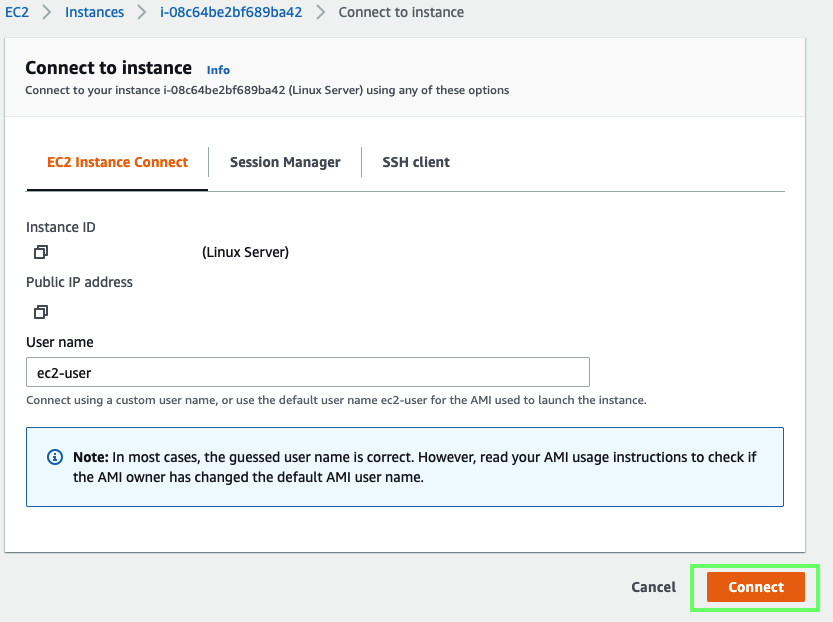 EC2 > Instances > i-08c64be2bf689ba42 > Connect to instance
Connect to instance Info
Connect to your instance i-08c64be2bf689ba42 (Linux Server) using any of these options
EC2 Instance Connect Session Manager SSH client
Instance ID
(Linux Server)
Public IP address
User name
ec2-user
Connect using a custom user name, or use the default user name ec2-user for the AMI used to launch the instance.
Note: In most cases, the guessed user name is correct. However, read your AMI usage instructions to check if
the AMI owner has changed the default AMI user name.
Cancel Connect